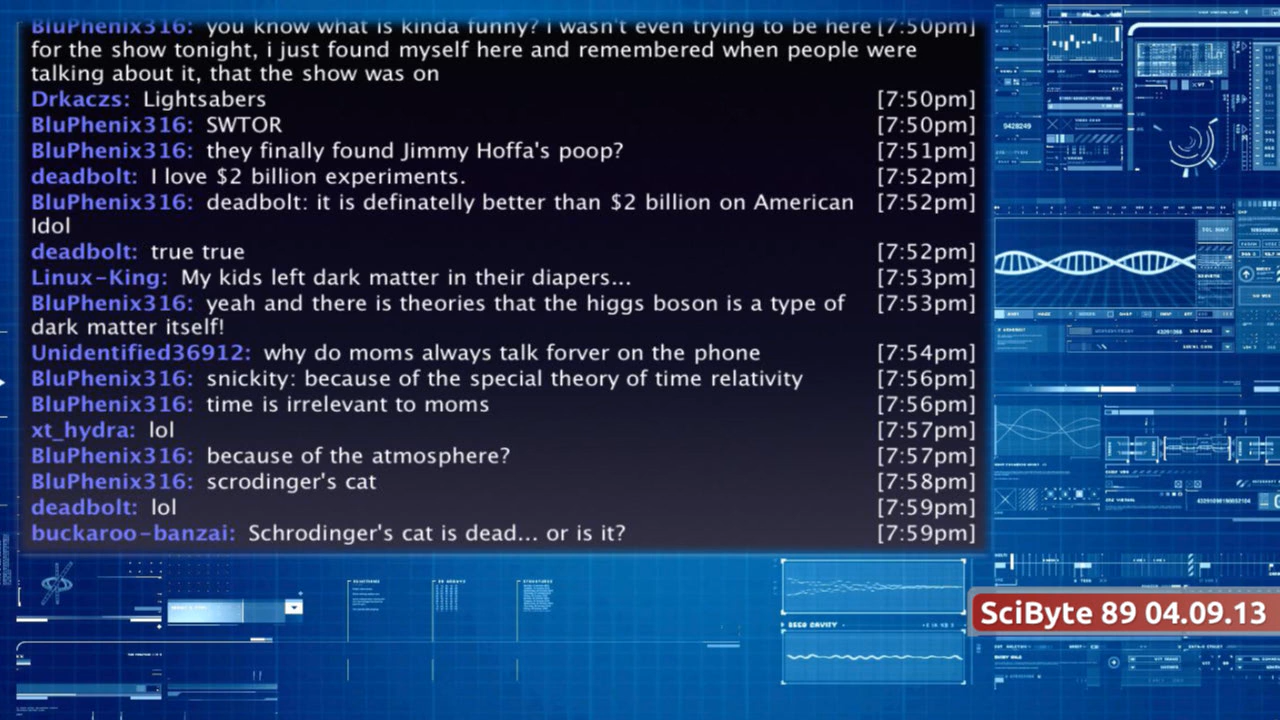 BluPhenix316: you know what is kinda funny? i wasn't even trying to be here [7:50pm]
for the show tonight, i just found myself here and remembered when people were
talking about it, that the show was on
Drkaczs: Lightsabers [7:50pm]
BluPhenix316: SWTOR [7:50pm]
BluPhenix316: they finally found Jimmy Hoffa's poop? [7:51pm]
deadbolt: I love $2 billion experiments. [7:52pm]
BluPhenix316: deadbolt: it is definatelly better than $2 billion on American [7:52pm]
Idol
deadbolt: true true [7:52pm]
Linux-King: My kids left dark matter in their diapers... [7:53pm]
BluPhenix316: yeah and there is theories that the higgs boson is a type of [7:53pm]
dark matter itself!
Unidentified36912: why do moms always talk forver on the phone [7:54pm]
BluPhenix316: snickity: because of the special theory of time relativity [7:56pm]
BluPhenix316: time is irrelevant to moms [7:56pm]
xt_hydra: lol [7:57pm]
BluPhenix316: because of the atmosphere? [7:57pm]
BluPhenix316: scrodinger's cat [7:58pm]
deadbolt: lol [7:59pm]
buckaroo-banzai: Schrodinger's cat is dead... or is it? [7:59pm]
9428249
SciByte 89 04.09.13